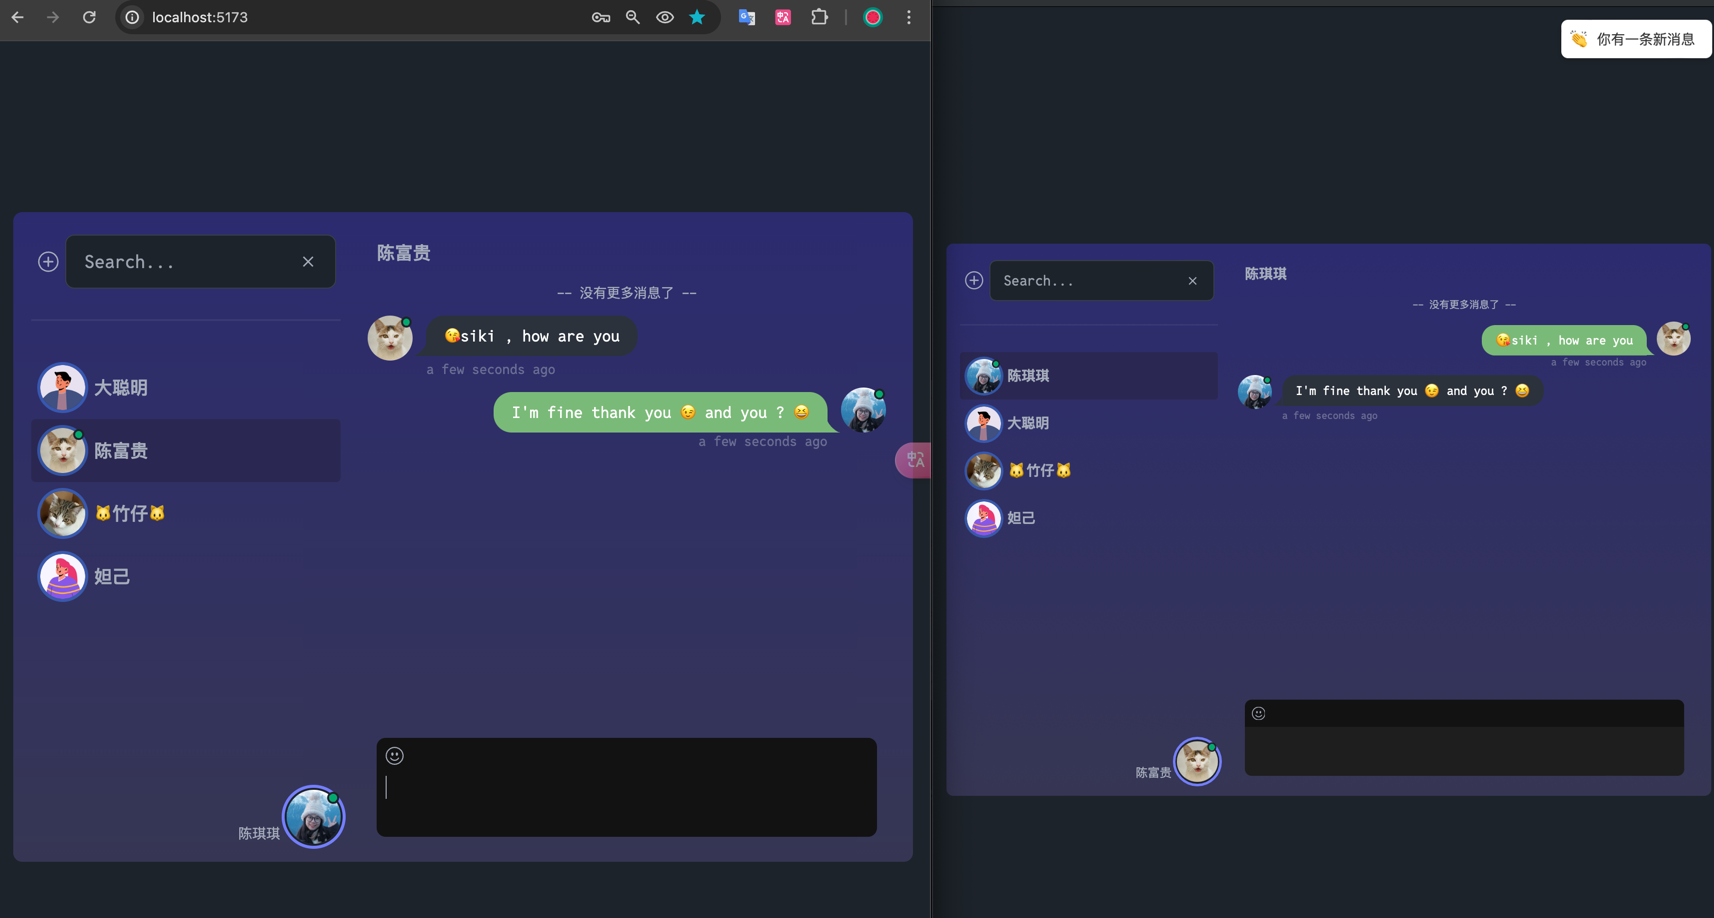 localhost:5173
Search...
陈富贵
-- 没有更多消息了 --
😘siki , how are you
a few seconds ago
I'm fine thank you 😉 and you ? 😆
a few seconds ago
大聪明
陈富贵
🐱竹仔🐱
妲己
陈琪琪
👏 你有一条新消息
Search...
陈琪琪
-- 没有更多消息了 --
😘siki , how are you
a few seconds ago
I'm fine thank you 😉 and you ? 😆
a few seconds ago
陈琪琪
大聪明
🐱竹仔🐱
妲己
陈富贵